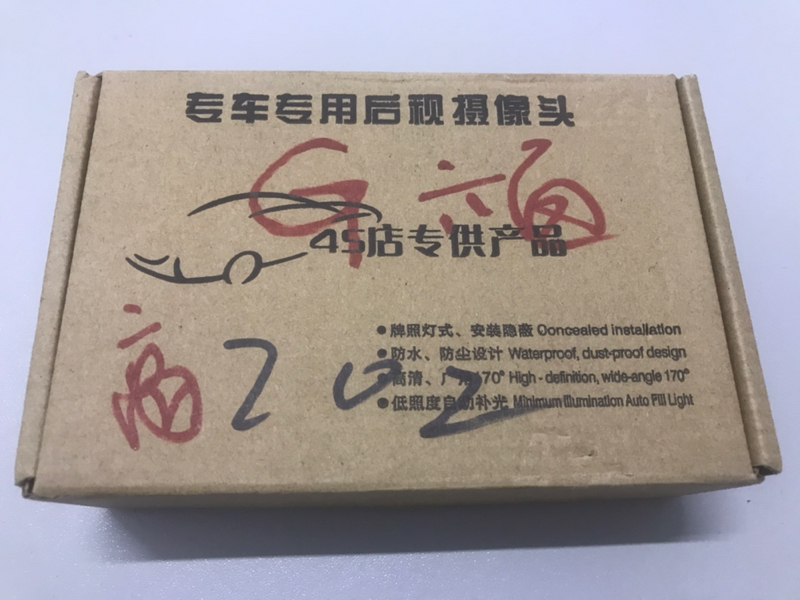 专车专用后视摄像头
G 六
4S店专供产品
●牌照灯式、安装隐蔽 Concealed installation
●防水、防尘设计 Waterproof, dust-proof design
●高清、广角170° High-definition, wide-angle 170°
●低照度自动补光 Minimum illumination Auto Fill Light
202